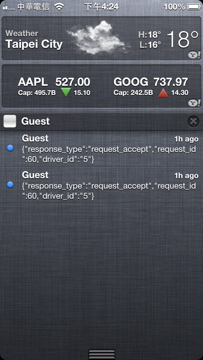 中華電信 下午4:24 100%
Weather H: 18° 18°
Taipei City L: 16°
Y!
AAPL 527.00 GOOG 737.97
Cap: 495.7B 15.10 Cap: 242.5B 14.30
Y!
Guest
Guest 1h ago
{"response_type":"request_accept","request_id
":60,"driver_id":"5"}
Guest 1h ago
{"response_type":"request_accept","request_id
":60,"driver_id":"5"}